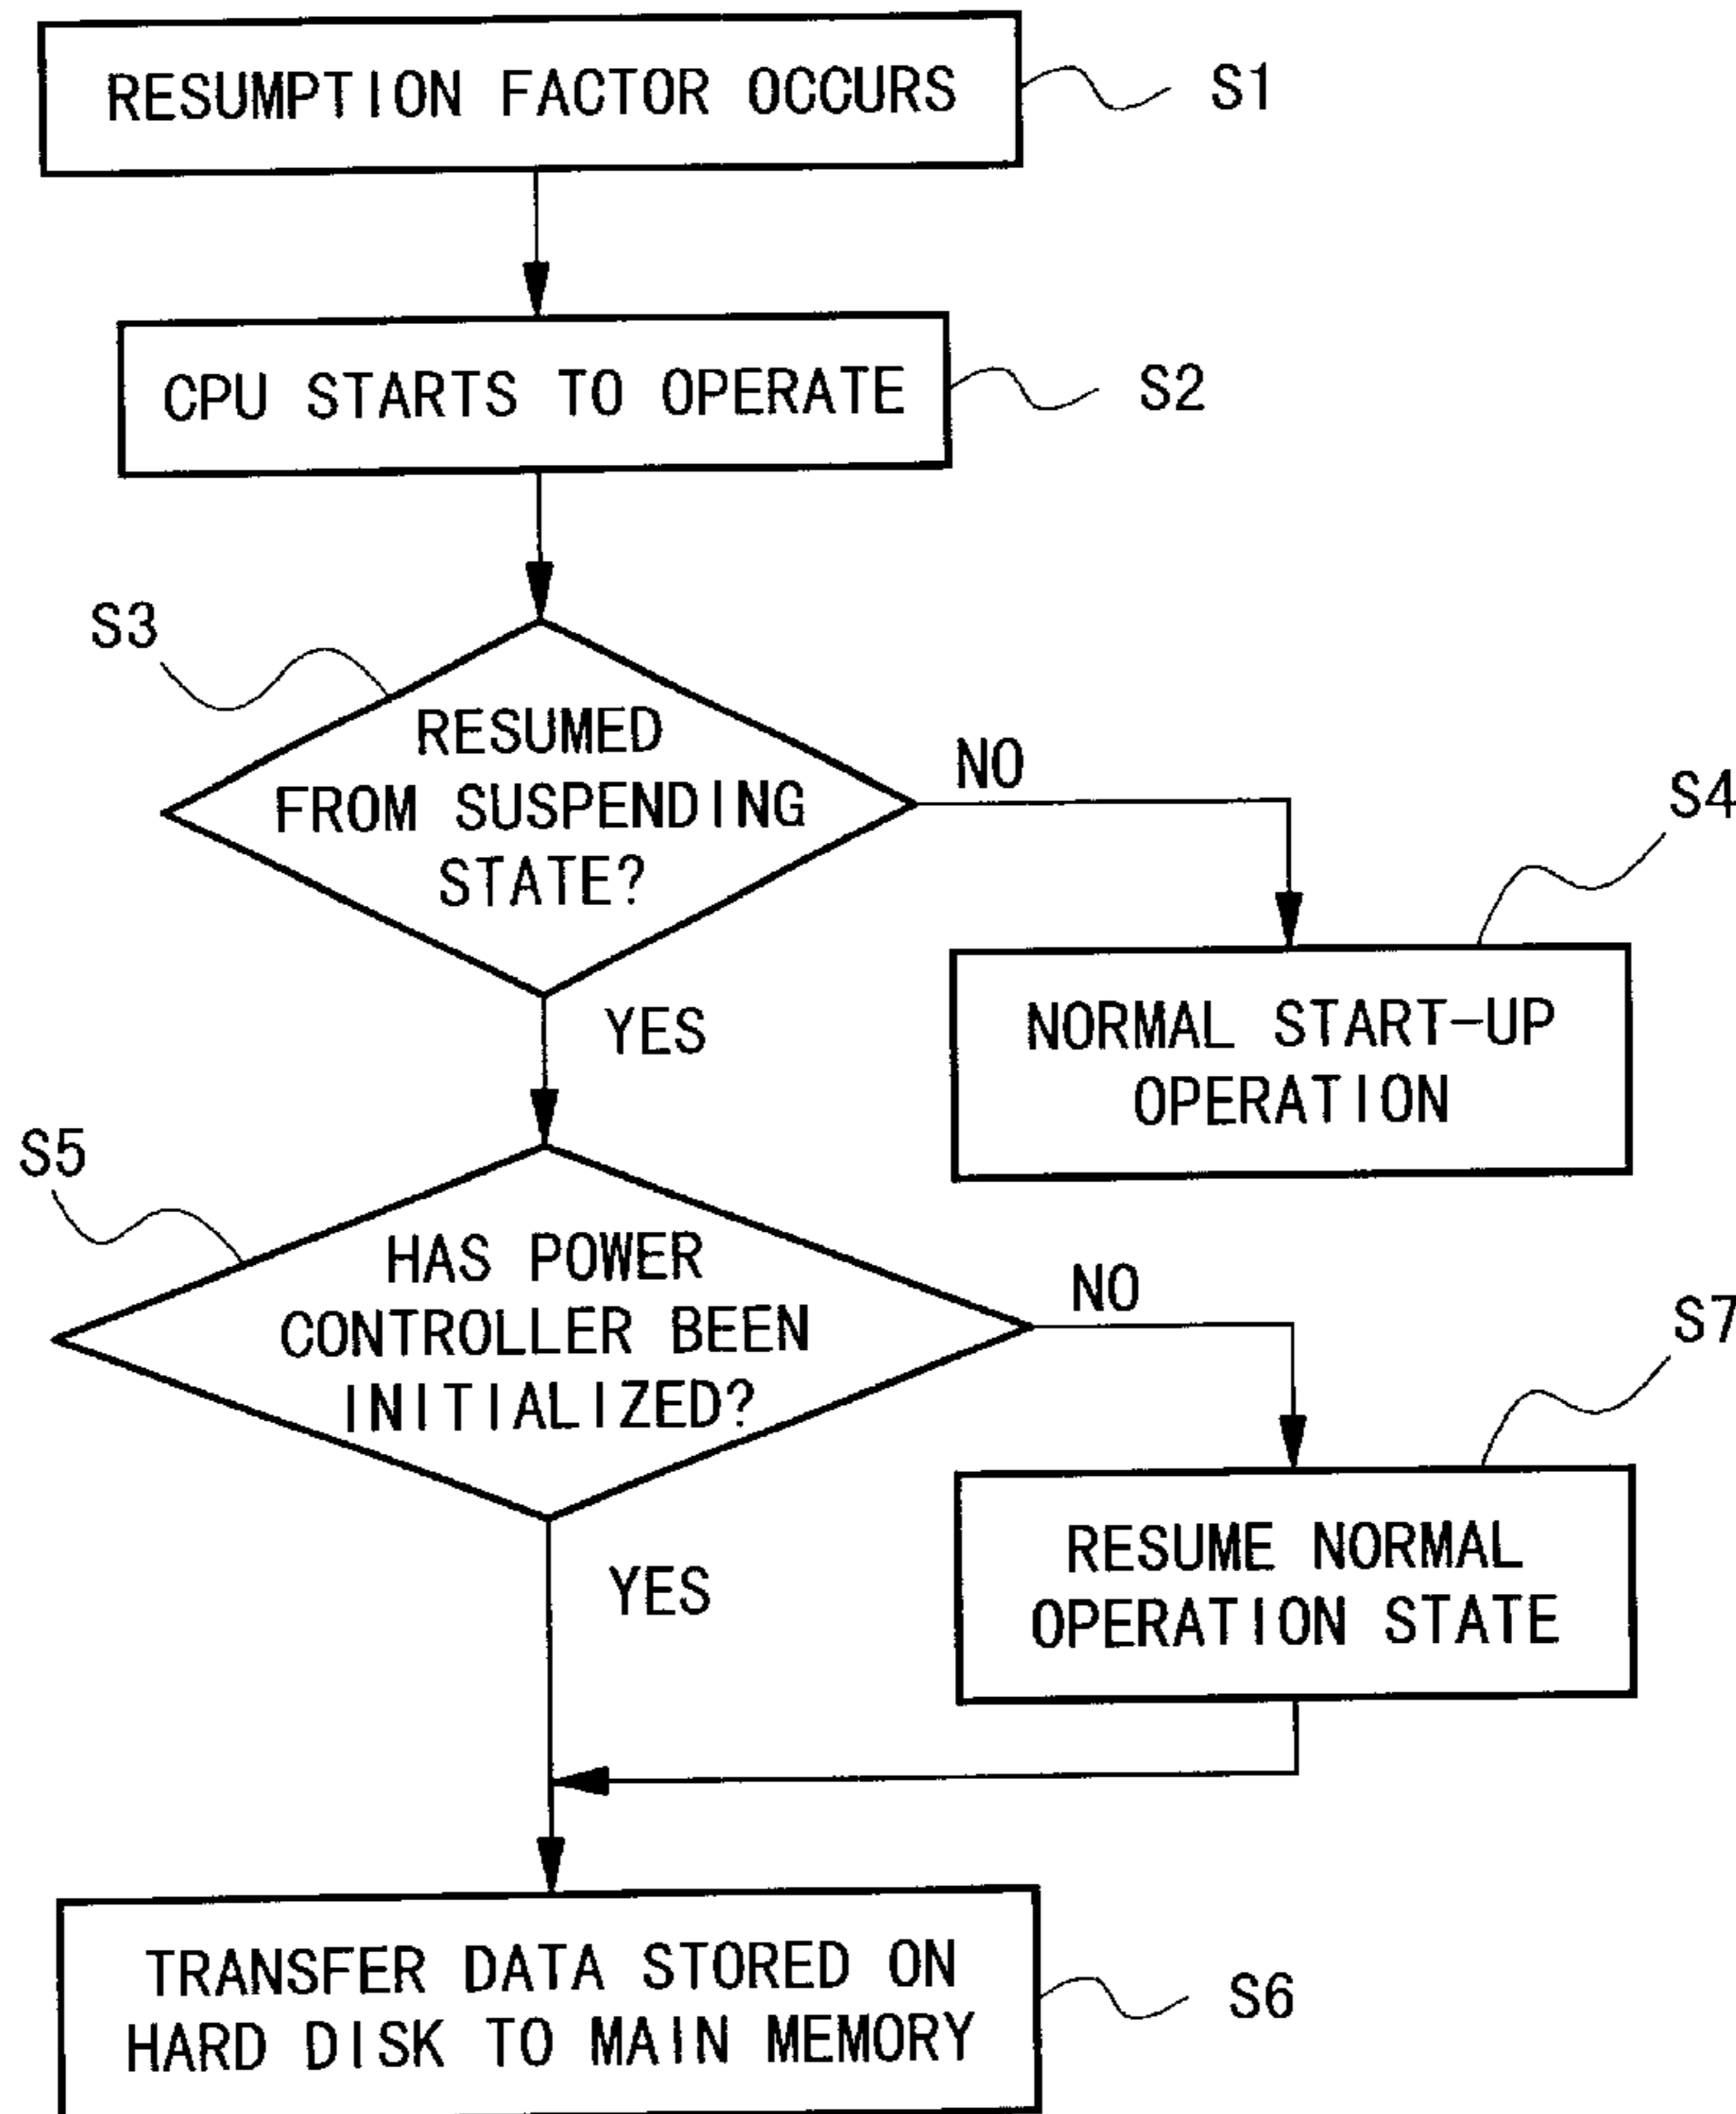 RESUMPTION FACTOR OCCURS
S1
CPU STARTS TO OPERATE
S2
S3
RESUMED
FROM SUSPENDING
STATE?
NO
S4
YES
NORMAL START-UP
OPERATION
S5
HAS POWER
CONTROLLER BEEN
INITIALIZED?
NO
S7
YES
RESUME NORMAL
OPERATION STATE
TRANSFER DATA STORED ON
HARD DISK TO MAIN MEMORY
S6